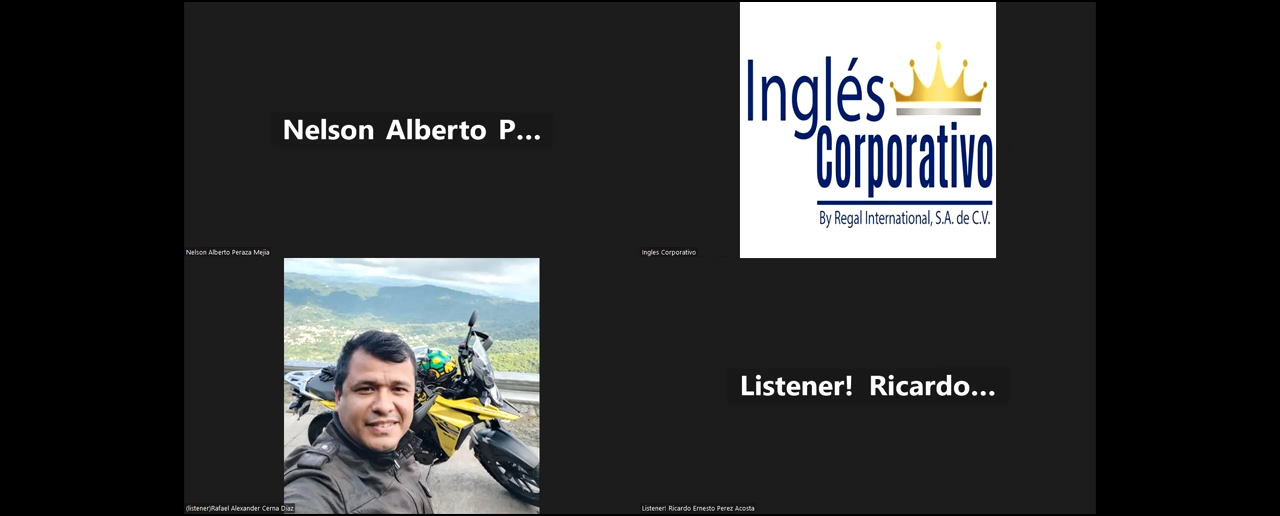 Nelson Alberto P...
Nelson Alberto Peraza Mejia
Inglés
Corporativo
By Regal International, S.A. de C.V.
Ingles Corporativo
(listener)Rafael Alexander Cerna Diaz
Listener! Ricardo...
Listener! Ricardo Ernesto Perez Acosta